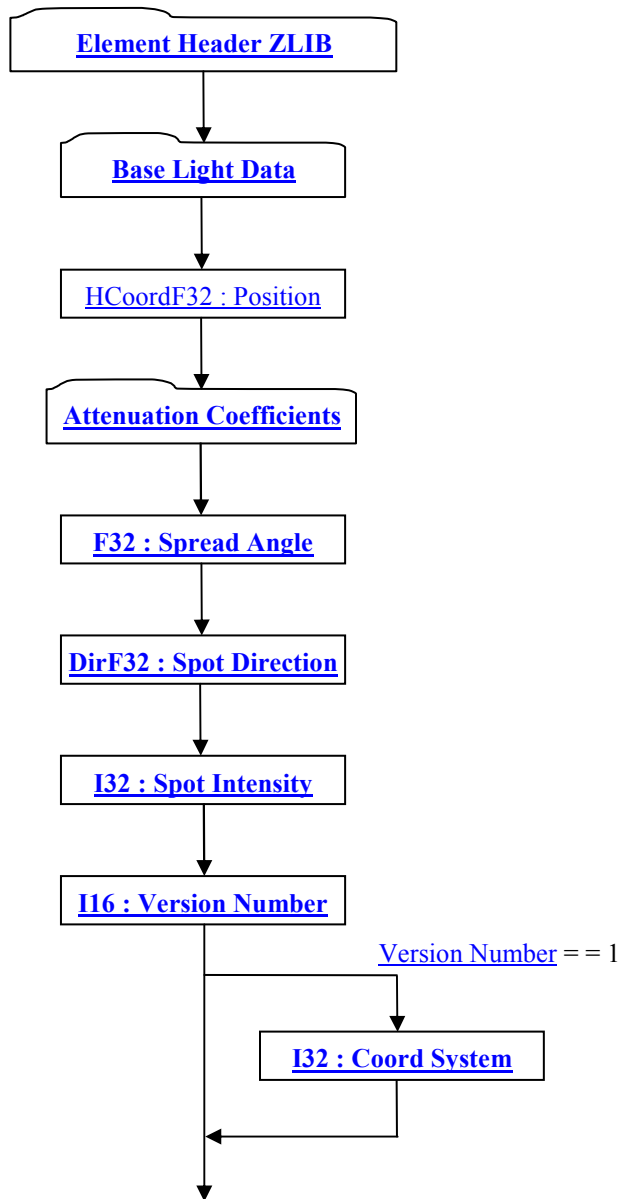 Element Header ZLIB
Base Light Data
HCoordF32 : Position
Attenuation Coefficients
F32 : Spread Angle
DirF32 : Spot Direction
I32 : Spot Intensity
I16 : Version Number
Version Number = = 1
I32 : Coord System